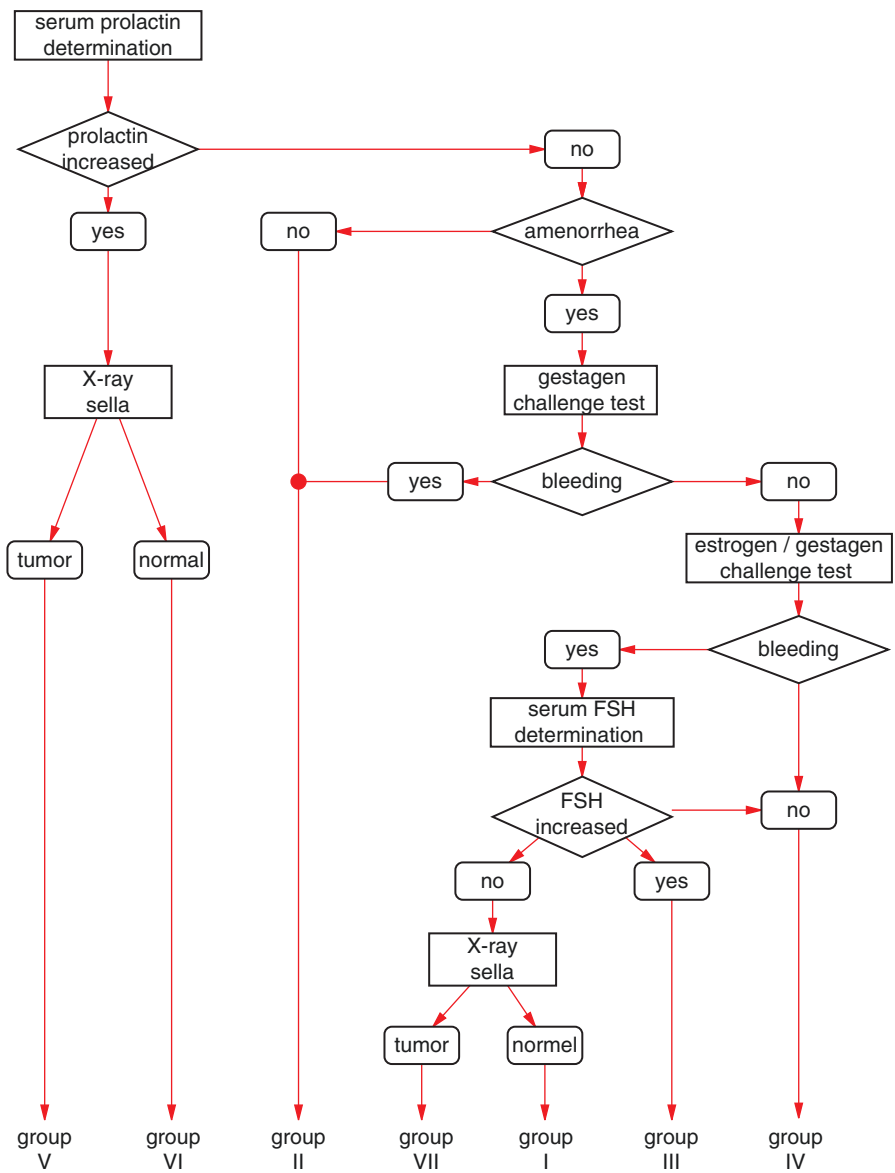 serum prolactin
determination
prolactin
increased
no
yes
no
amenorrhea
yes
X-ray
sella
gestagen
challenge test
yes
bleeding
no
tumor
normal
estrogen / gestagen
challenge test
yes
bleeding
serum FSH
determination
FSH
increased
no
no
yes
X-ray
sella
tumor
normel
group
V
group
VI
group
II
group
VII
group
I
group
III
group
IV